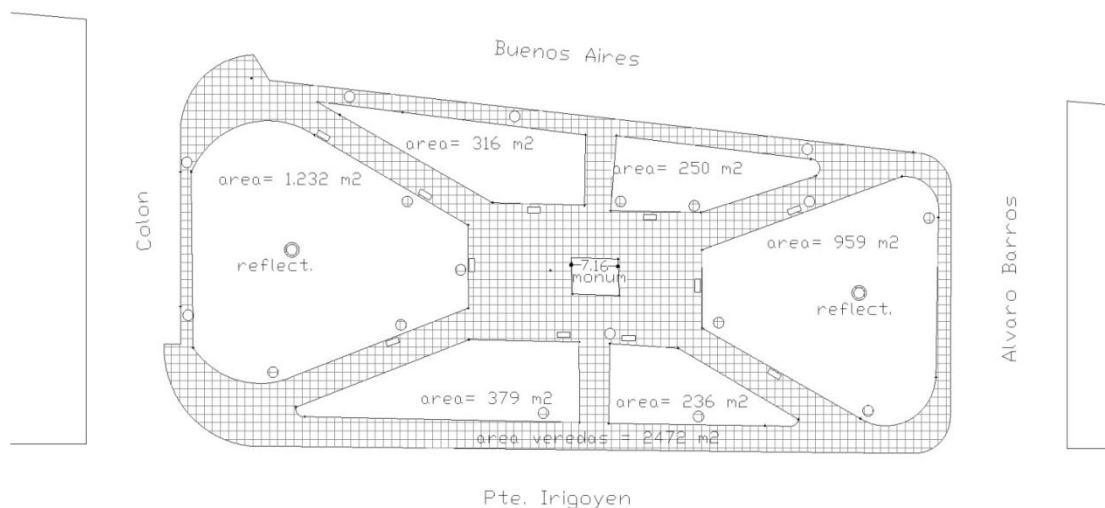 Buenos Aires
area= 316 m2
area= 250 m2
area= 1.232 m2
Colon
area= 959 m2
reflect.
7.16
monum
reflect.
Alvaro Barros
area= 379 m2
area= 236 m2
area veredas = 2472 m2
Pte. Irigoyen